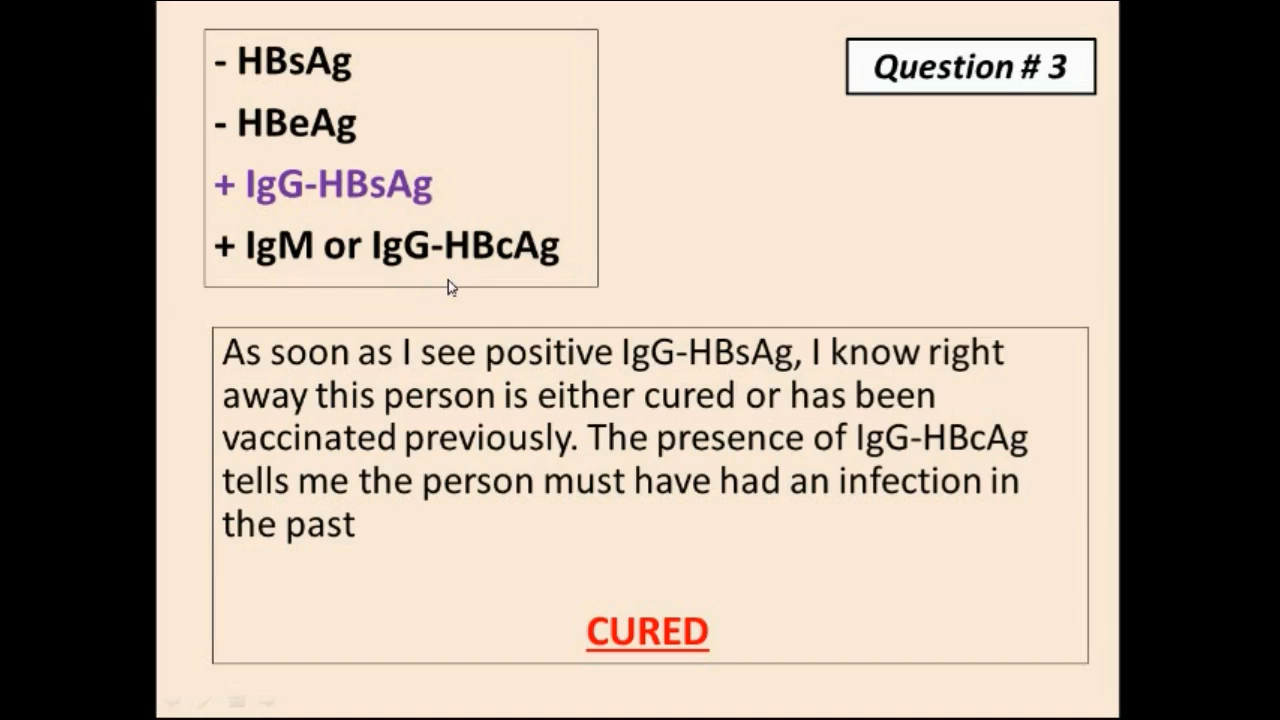 - HBsAg
- HBeAg
+ IgG-HBsAg
+ IgM or IgG-HBcAg
Question # 3
As soon as I see positive IgG-HBsAg, I know right
away this person is either cured or has been
vaccinated previously. The presence of IgG-HBcAg
tells me the person must have had an infection in
the past
CURED